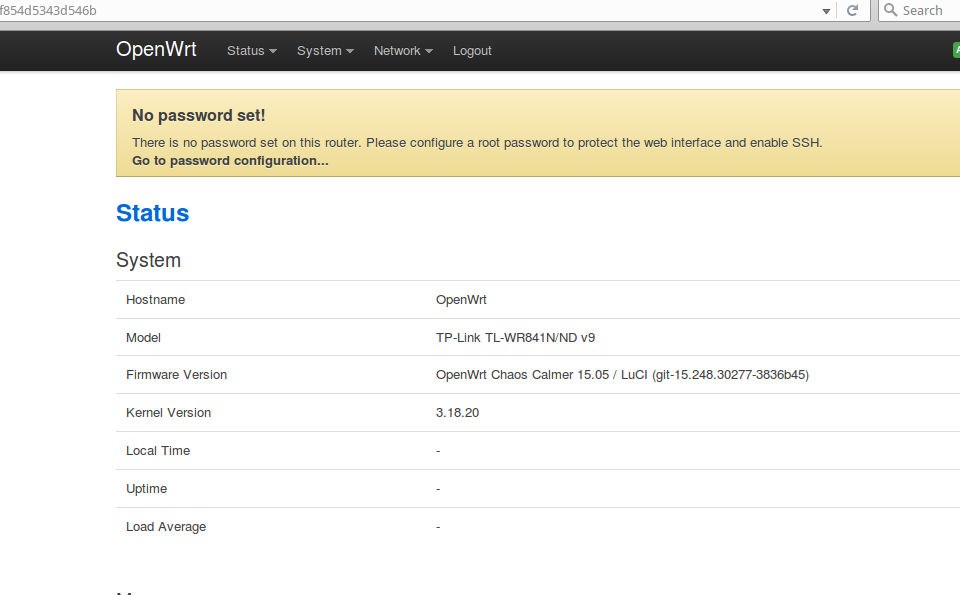 f854d5343d546b
Search
OpenWrt Status System Network Logout
No password set!
There is no password set on this router. Please configure a root password to protect the web interface and enable SSH.
Go to password configuration...
Status
System
Hostname OpenWrt
Model TP-Link TL-WR841N/ND v9
Firmware Version OpenWrt Chaos Calmer 15.05 / LuCI (git-15.248.30277-3836b45)
Kernel Version 3.18.20
Local Time -
Uptime -
Load Average -